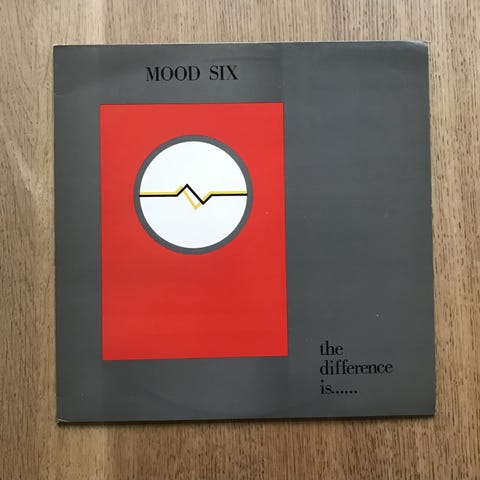 MOOD SIX
the
difference
is......